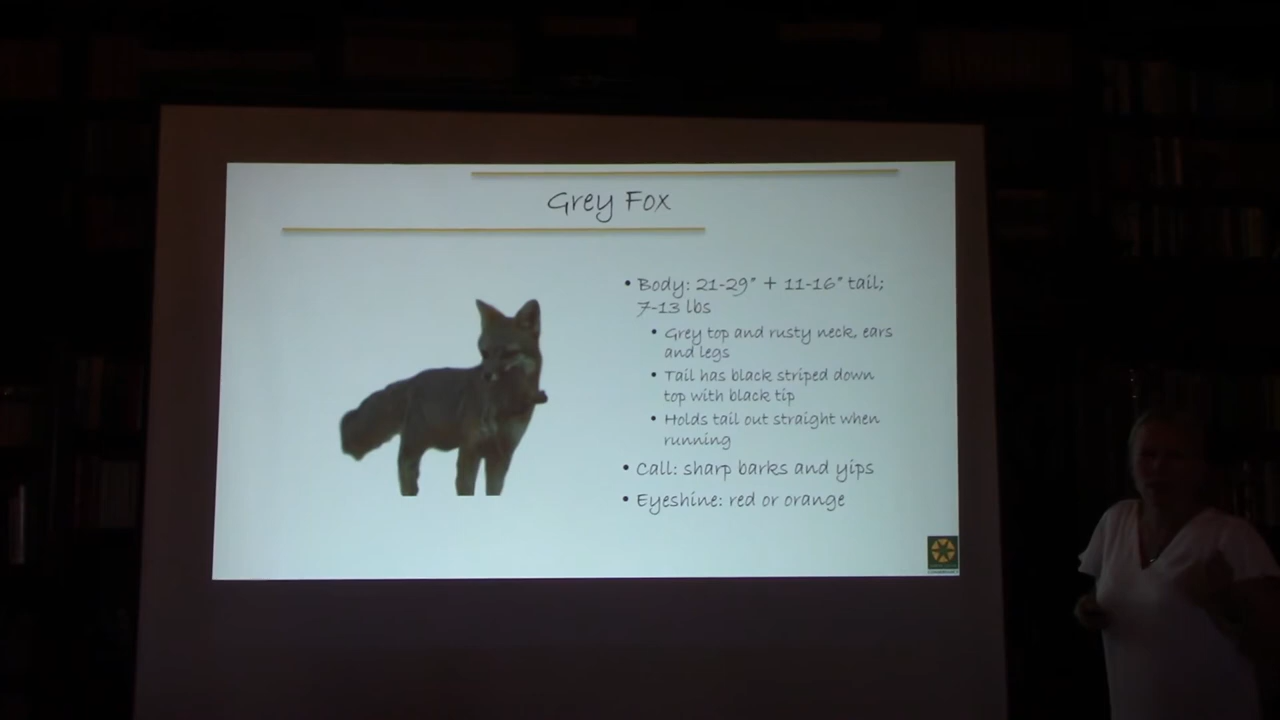 Grey Fox
• Body: 21-29" + 11-16" tail;
7-13 lbs
• Grey top and rusty neck, ears
and legs
• Tail has black striped down
top with black tip
• Holds tail out straight when
running
• Call: sharp barks and yips
• Eyeshine: red or orange